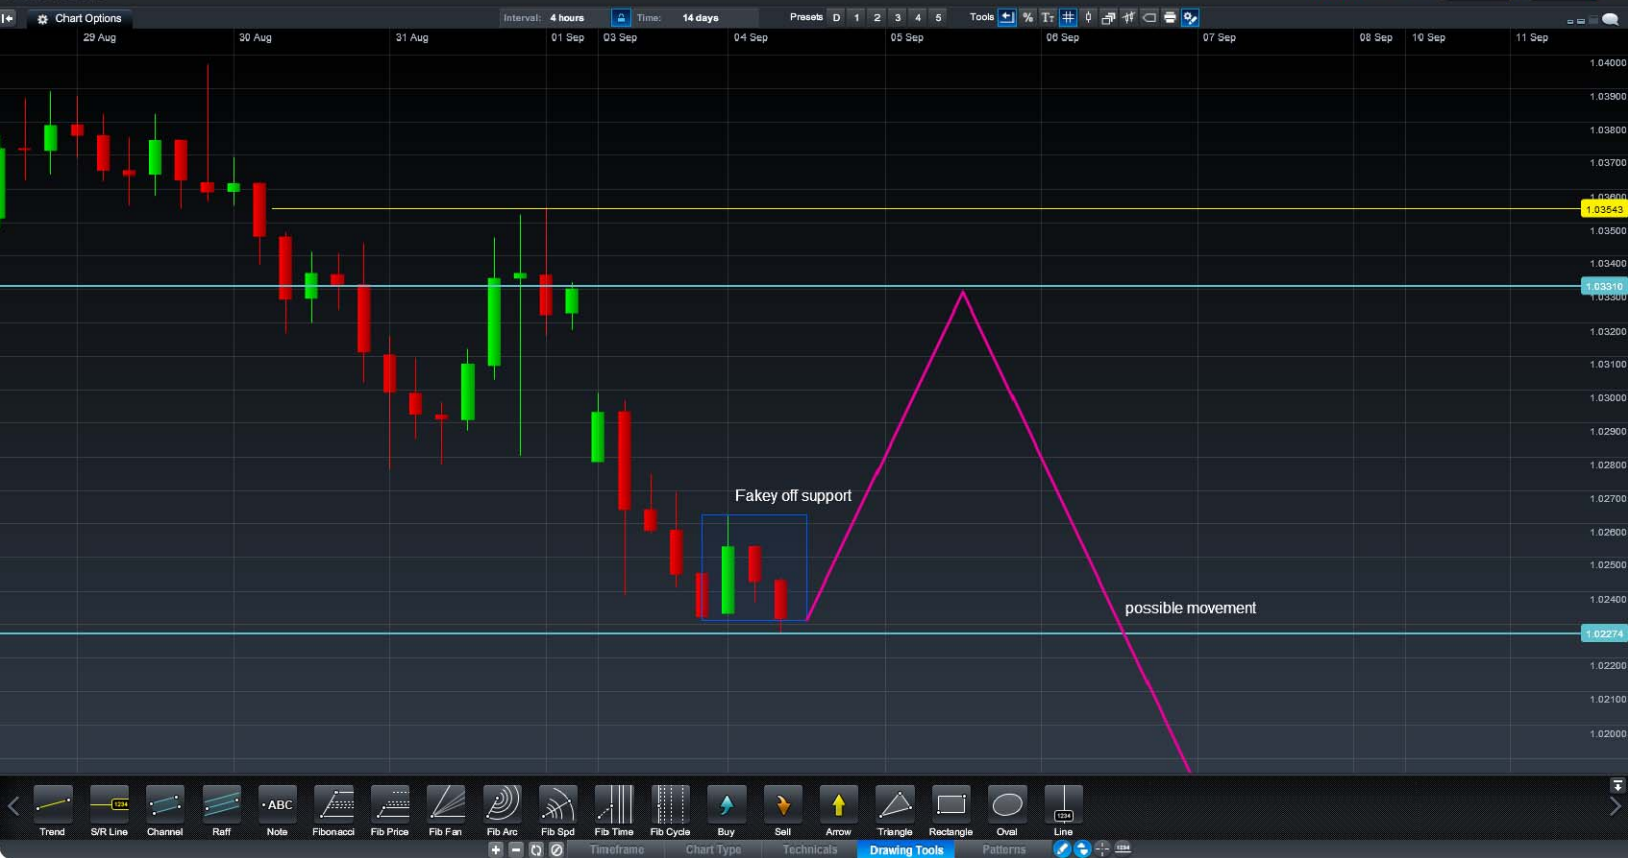 Chart Options
Interval: 4 hours
Time: 14 days
Presets D 1 2 3 4 5
Tools
29 Aug 30 Aug 31 Aug 01 Sep 03 Sep 04 Sep 05 Sep 06 Sep 07 Sep 08 Sep 10 Sep 11 Sep
1.04000
1.03900
1.03800
1.03700
1.03600
1.03543
1.03500
1.03400
1.03310
1.03300
1.03200
1.03100
1.03000
1.02900
1.02800
1.02700
Fakey off support
1.02600
1.02500
1.02400
possible movement
1.02274
1.02200
1.02100
1.02000
1234 ABC 1234
Trend S/R Line Channel Raff Note Fibonacci Fib Price Fib Fan Fib Arc Fib Spd Fib Time Fib Cycle Buy Sell Arrow Triangle Rectangle Oval Line
Timeframe Chart Type Technicals Drawing Tools Patterns